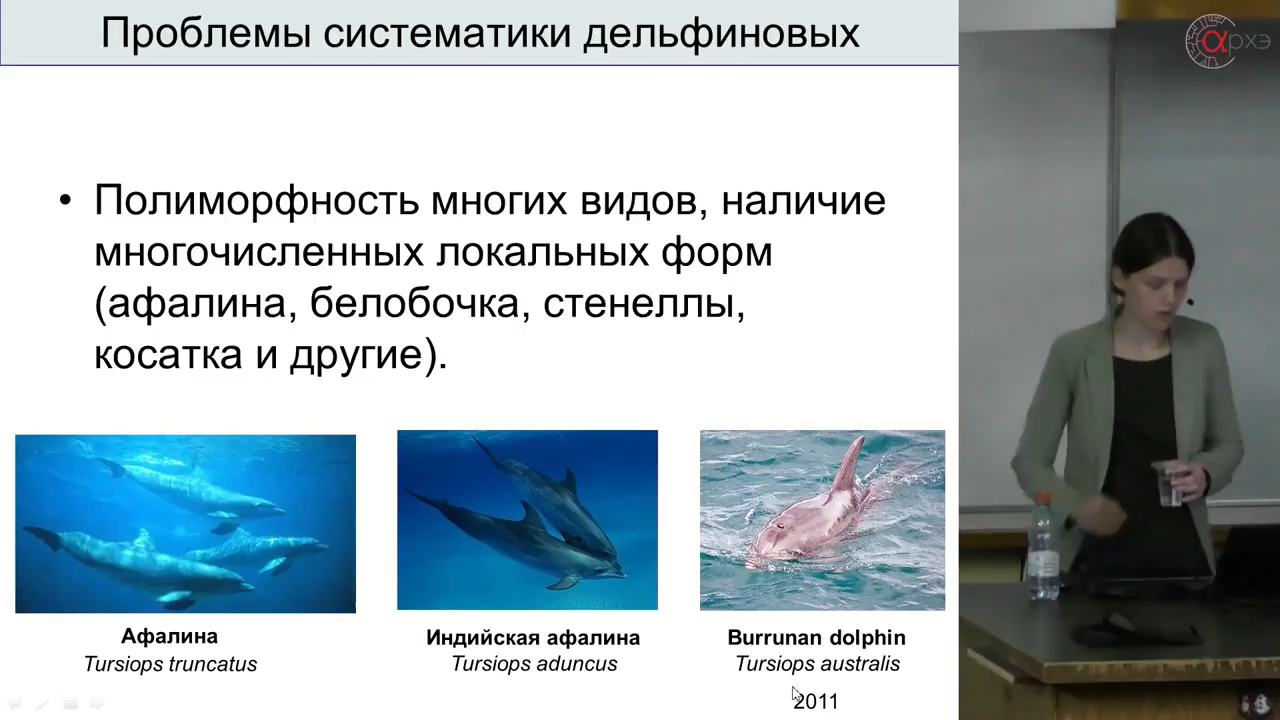 Проблемы систематики дельфиновых
αрхэ
• Полиморфность многих видов, наличие
многочисленных локальных форм
(афалина, белобочка, стенеллы,
косатка и другие).
Афалина
Tursiops truncatus
Индийская афалина
Tursiops aduncus
Burrunan dolphin
Tursiops australis
2011